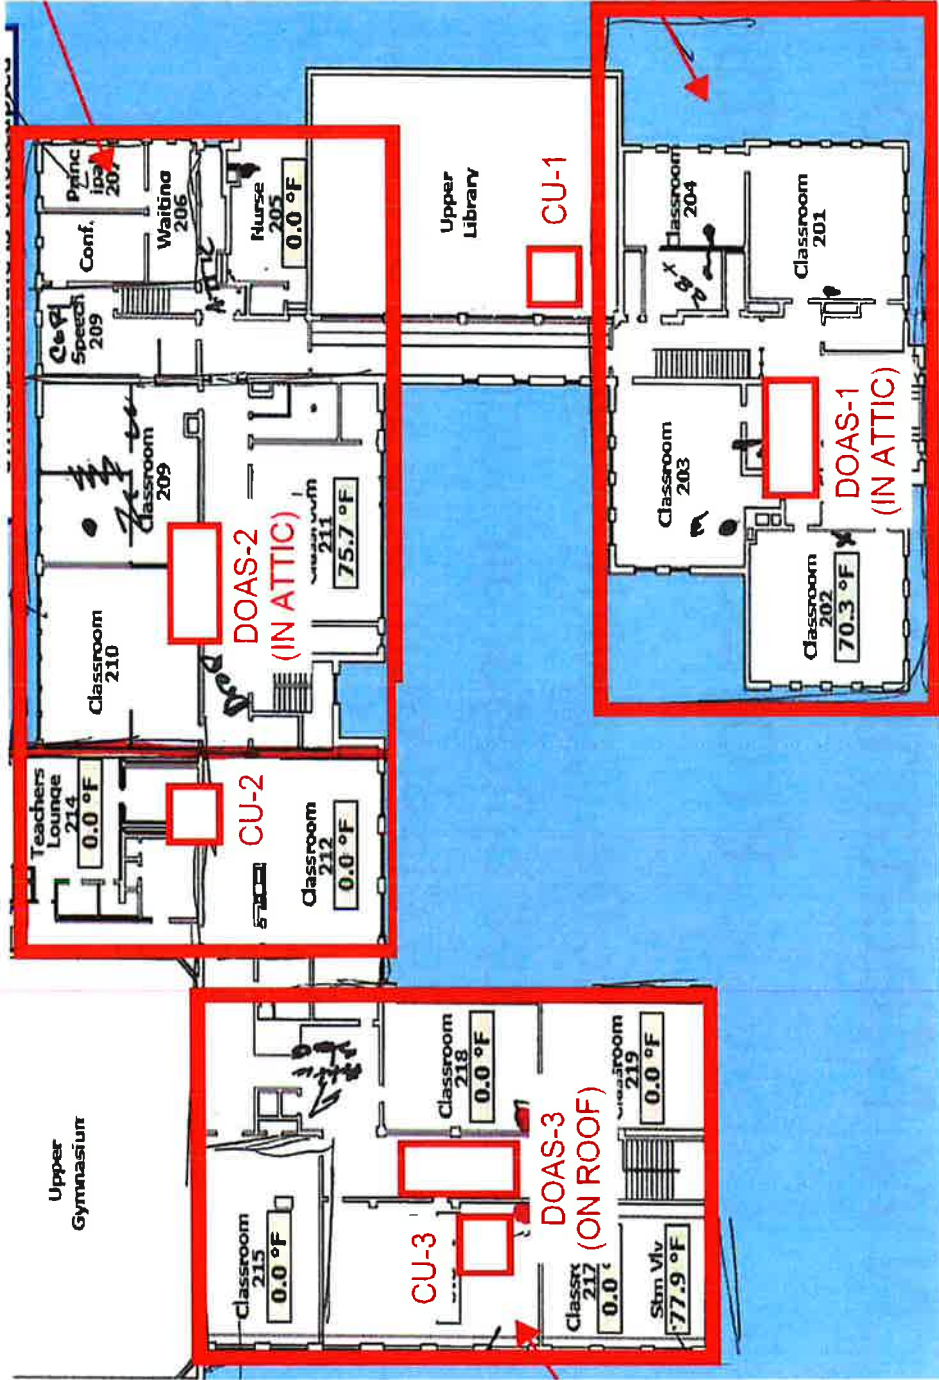 Princ
ipal
207
Conf.
Waiting
206
Nurse
205
0.0 °F
Copy
Speech
209
Classroom
209
Classroom
210
211
75.7 °F
DOAS-2
(IN ATTIC)
Teachers
Lounge
214
0.0 °F
CU-2
Classroom
212
0.0 °F
Upper
Library
CU-1
204
Classroom
201
Classroom
203
DOAS-1
(IN ATTIC)
Classroom
202
70.3 °F
Upper
Classroom
215
0.0 °F
CU-3
Classroom
218
0.0 °F
219
0.0 °F
DOAS-3
(ON ROOF)
217
0.0
Stm Vlv
77.9 °F